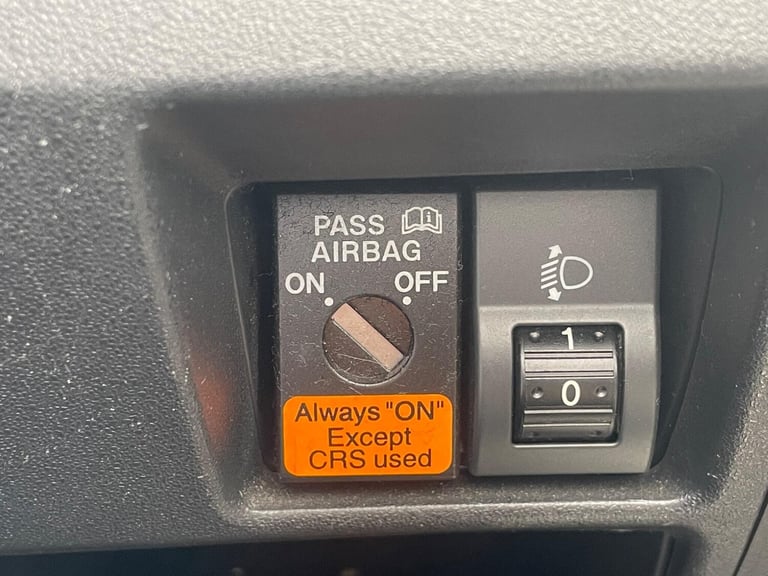 PASS
AIRBAG
ON OFF
Always "ON"
Except
CRS used
1
0